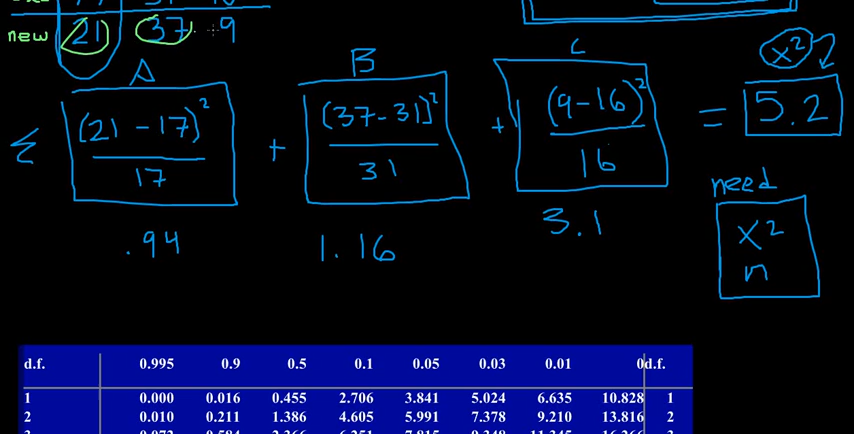 new 21 37 9
A B C
Σ (21 - 17)² / 17 + (37 - 31)² / 31 + (9 - 16)² / 16 = 5.2
x²
.94 1.16 3.1
need
x²
n
d.f. 0.995 0.9 0.5 0.1 0.05 0.03 0.01 0 d.f.
1 0.000 0.016 0.455 2.706 3.841 5.024 6.635 10.828 1
2 0.010 0.211 1.386 4.605 5.991 7.378 9.210 13.816 2